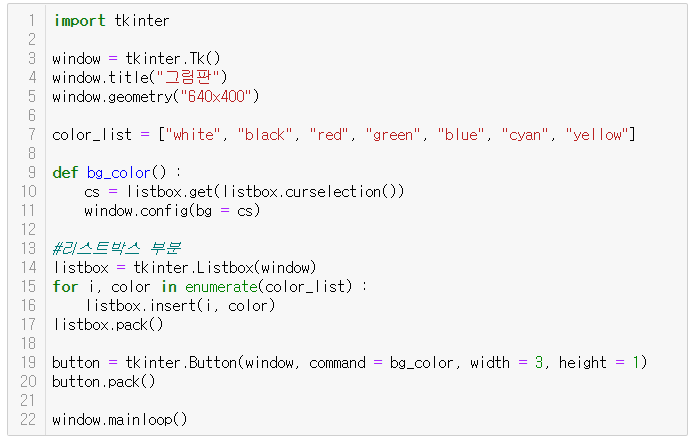 1 import tkinter
2
3 window = tkinter.Tk()
4 window.title("그림판")
5 window.geometry("640x400")
6
7 color_list = ["white", "black", "red", "green", "blue", "cyan", "yellow"]
8
9 def bg_color() :
10     cs = listbox.get(listbox.curselection())
11     window.config(bg = cs)
12
13 #리스트박스 부분
14 listbox = tkinter.Listbox(window)
15 for i, color in enumerate(color_list) :
16     listbox.insert(i, color)
17 listbox.pack()
18
19 button = tkinter.Button(window, command = bg_color, width = 3, height = 1)
20 button.pack()
21
22 window.mainloop()